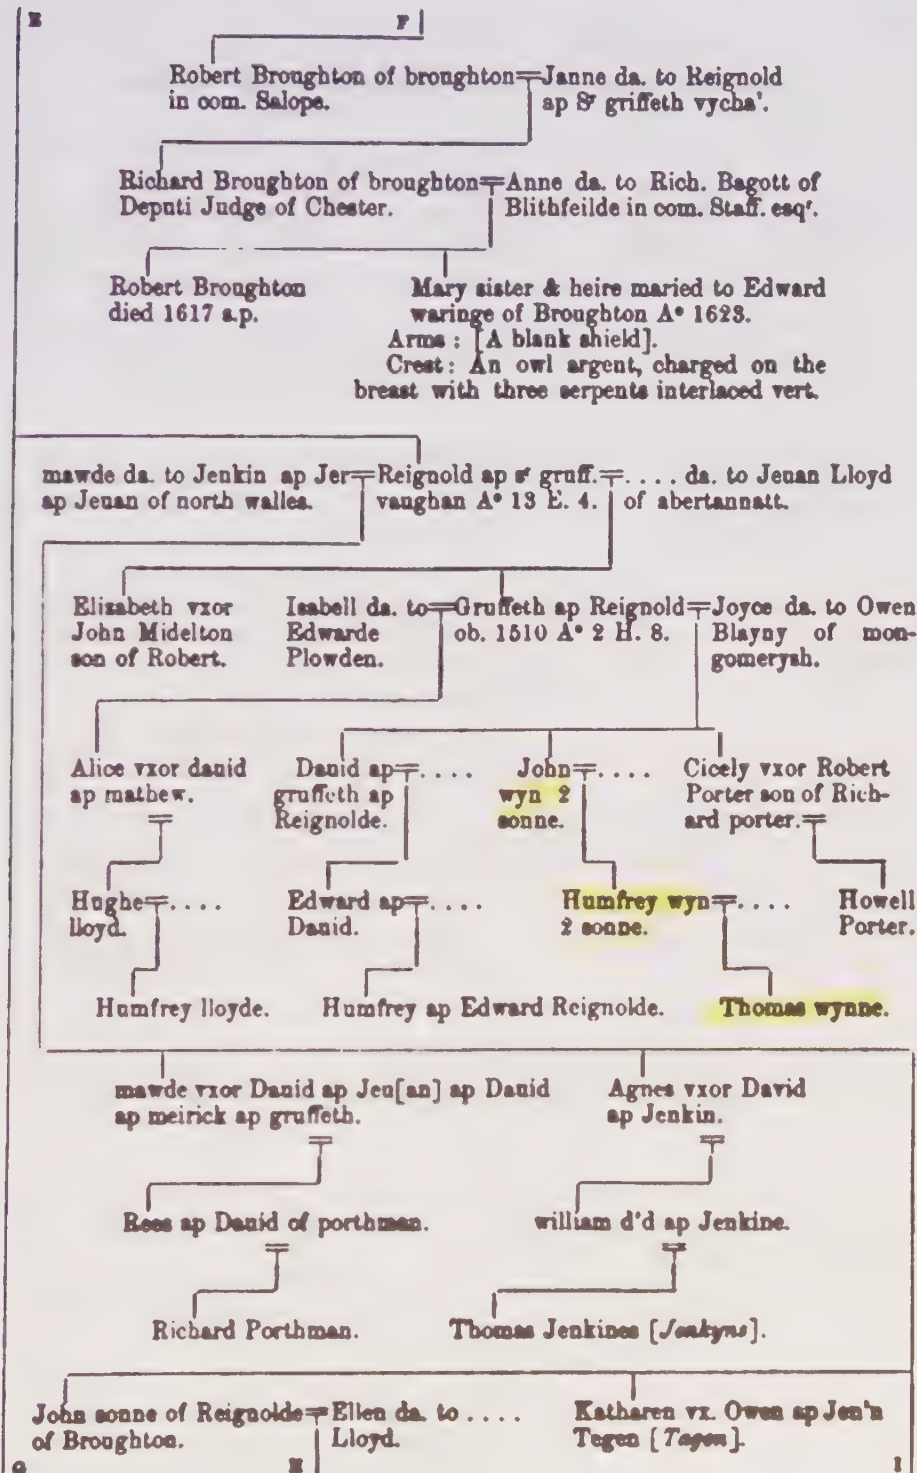 E F
Robert Broughton of broughton=Janne da. to Reignold
in com. Salope. ap Sr griffeth vycha'.
Richard Broughton of broughton=Anne da. to Rich. Bagott of
Deputi Judge of Chester. Blithfeilde in com. Staff. esqr.
Robert Broughton Mary sister & heire maried to Edward
died 1617 s.p. waringe of Broughton Ao 1623.
Arms : [A blank shield].
Crest : An owl argent, charged on the
breast with three serpents interlaced vert.
mawde da. to Jenkin ap Jer=Reignold ap sr gruff.=.... da. to Jeuan Lloyd
ap Jeuan of north walles. vaughan Ao 13 E. 4. of abertannatt.
Elizabeth vxor Isabell da. to=Gruffeth ap Reignold=Joyce da. to Owen
John Midelton Edwarde ob. 1510 Ao 2 H. 8. Blayny of mon-
son of Robert. Plowden. gomerysh.
Alice vxor dauid Dauid ap=.... John=.... Cicely vxor Robert
ap mathew. gruffeth ap wyn 2 Porter son of Rich-
Reignolde. sonne. ard porter.=
Hughe=.... Edward ap=.... Humfrey wyn=.... Howell
lloyd. Dauid. 2 sonne. Porter.
Humfrey lloyde. Humfrey ap Edward Reignolde. Thomas wynne.
mawde vxor Dauid ap Jeu[an] ap Dauid Agnes vxor David
ap meirick ap gruffeth. ap Jenkin.
Rees ap Dauid of porthman. william d'd ap Jenkine.
Richard Porthman. Thomas Jenkines [Jenkyns].
John sonne of Reignolde=Ellen da. to .... Katharen vx. Owen ap Jen'n
of Broughton. Lloyd. Tegen [Tagen].
G H I